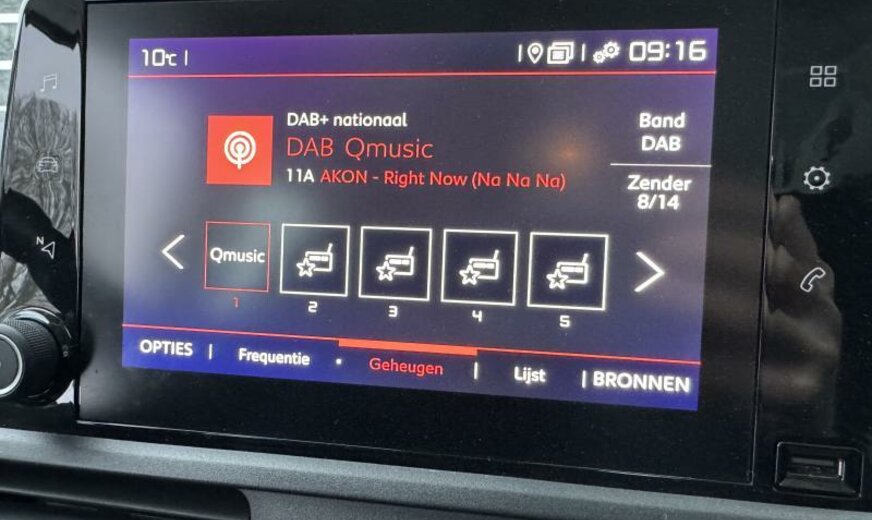 10°C |
09:16
DAB+ nationaal
DAB Qmusic
11A AKON - Right Now (Na Na Na)
Band
DAB
Zender
8/14
Qmusic
1 2 3 4 5
OPTIES | Frequentie • Geheugen | Lijst | BRONNEN
N